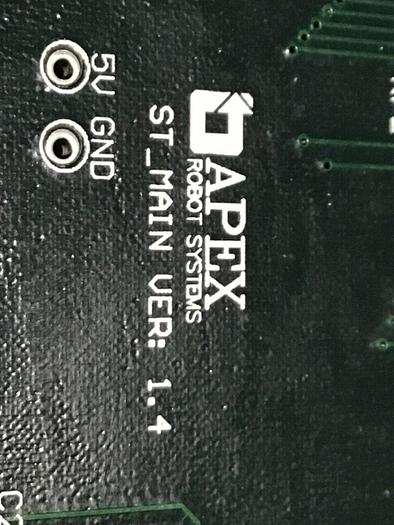 APEX
ROBOT SYSTEMS
ST_MAIN VER: 1.4
5V
GND